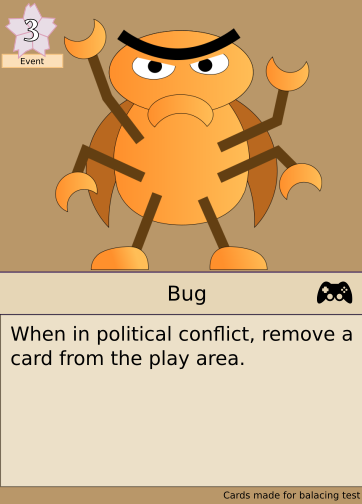 3
Event
Bug
When in political conflict, remove a
card from the play area.
Cards made for balacing test